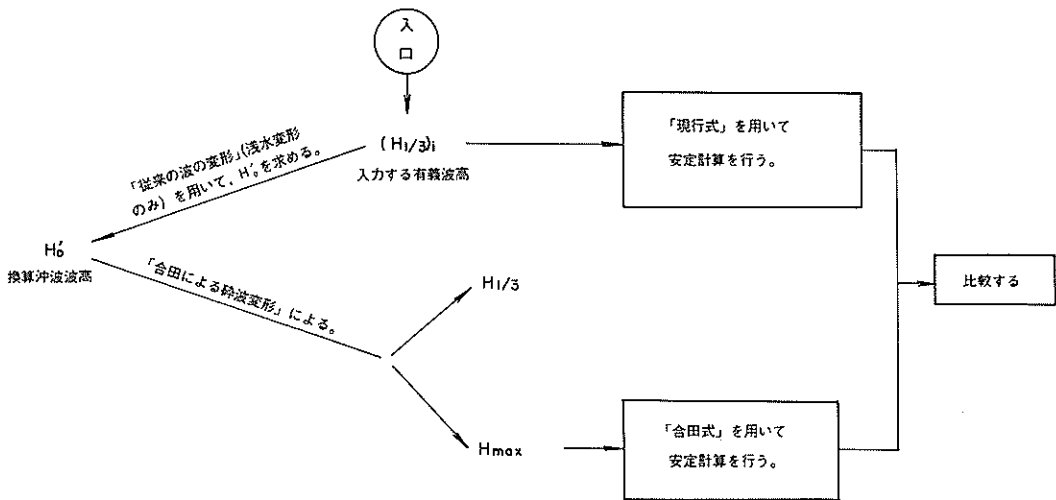 入
口
(H1/3)i
入力する有義波高
「現行式」を用いて
安定計算を行う。
「従来の波の変形」(浅水変形
のみ)を用いて、H'0を求める。
H'0
換算沖波波高
「合田による砕波変形」による。
H1/3
Hmax
「合田式」を用いて
安定計算を行う。
比較する